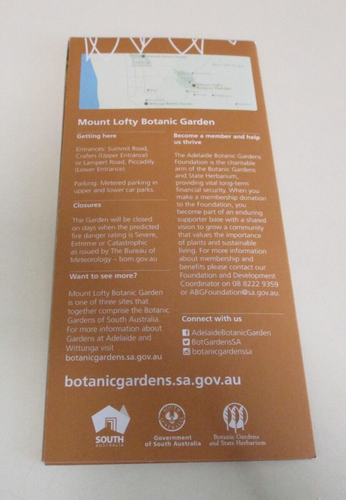 Mount Lofty Botanic Garden
Getting here
Entrances: Summit Road,
Crafers (Upper Entrance)
or Lampert Road, Piccadilly
(Lower Entrance)
Parking: Metered parking in
upper and lower car parks.
Closures
The Garden will be closed
on days when the predicted
fire danger rating is Severe,
Extreme or Catastrophic
as issued by The Bureau of
Meteorology – bom.gov.au
Want to see more?
Mount Lofty Botanic Garden
is one of three sites that
together comprise the Botanic
Gardens of South Australia.
For more information about
Gardens at Adelaide and
Wittunga visit
botanicgardens.sa.gov.au
Become a member and help
us thrive
The Adelaide Botanic Gardens
Foundation is the charitable
arm of the Botanic Gardens
and State Herbarium,
providing vital long-term
financial security. When you
make a membership donation
to the Foundation, you
become part of an enduring
supporter base with a shared
vision to grow a community
that values the importance
of plants and sustainable
living. For more information
about membership and
benefits please contact our
Foundation and Development
Coordinator on 08 8222 9359
or ABGFoundation@sa.gov.au.
Connect with us
AdelaideBotanicGarden
BotGardensSA
botanicgardenssa
botanicgardens.sa.gov.au
SOUTH
AUSTRALIA
Government
of South Australia
Botanic Gardens
and State Herbarium